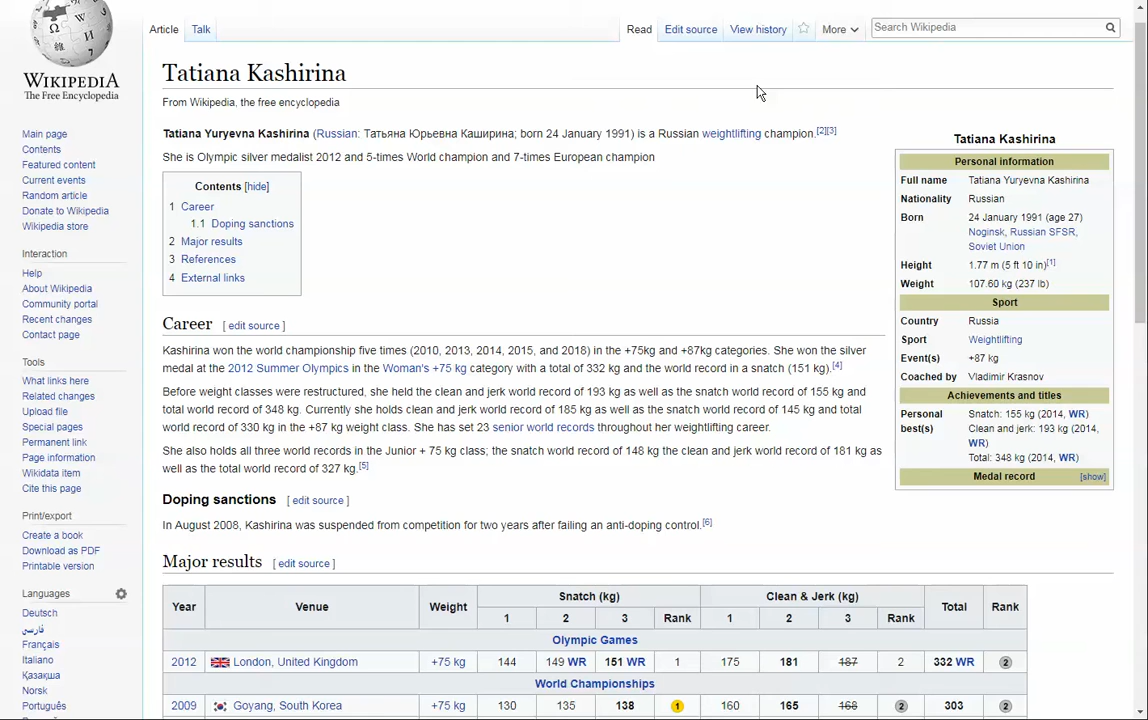 WIKIPEDIA
The Free Encyclopedia
Main page
Contents
Featured content
Current events
Random article
Donate to Wikipedia
Wikipedia store
Interaction
Help
About Wikipedia
Community portal
Recent changes
Contact page
Tools
What links here
Related changes
Upload file
Special pages
Permanent link
Page information
Wikidata item
Cite this page
Print/export
Create a book
Download as PDF
Printable version
Languages
Deutsch
فارسی
Français
Italiano
Қазақша
Norsk
Português
Article Talk Read Edit source View history More Search Wikipedia
Tatiana Kashirina
From Wikipedia, the free encyclopedia
Tatiana Yuryevna Kashirina (Russian: Татьяна Юрьевна Каширина; born 24 January 1991) is a Russian weightlifting champion.[2][3]
She is Olympic silver medalist 2012 and 5-times World champion and 7-times European champion
Contents [hide]
1 Career
1.1 Doping sanctions
2 Major results
3 References
4 External links
Career [ edit source ]
Kashirina won the world championship five times (2010, 2013, 2014, 2015, and 2018) in the +75kg and +87kg categories. She won the silver
medal at the 2012 Summer Olympics in the Women's +75 kg category with a total of 332 kg and the world record in a snatch (151 kg).[4]
Before weight classes were restructured, she held the clean and jerk world record of 193 kg as well as the snatch world record of 155 kg and
total world record of 348 kg. Currently she holds clean and jerk world record of 185 kg as well as the snatch world record of 145 kg and total
world record of 330 kg in the +87 kg weight class. She has set 23 senior world records throughout her weightlifting career.
She also holds all three world records in the Junior + 75 kg class; the snatch world record of 148 kg the clean and jerk world record of 181 kg as
well as the total world record of 327 kg.[5]
Doping sanctions [ edit source ]
In August 2008, Kashirina was suspended from competition for two years after failing an anti-doping control.[6]
Tatiana Kashirina
Personal information
Full name Tatiana Yuryevna Kashirina
Nationality Russian
Born 24 January 1991 (age 27)
Noginsk, Russian SFSR,
Soviet Union
Height 1.77 m (5 ft 10 in)[1]
Weight 107.60 kg (237 lb)
Sport
Country Russia
Sport Weightlifting
Event(s) +87 kg
Coached by Vladimir Krasnov
Achievements and titles
Personal best(s) Snatch: 155 kg (2014, WR)
Clean and jerk: 193 kg (2014,
WR)
Total: 348 kg (2014, WR)
Medal record [show]
Major results [ edit source ]
Year Venue Weight Snatch (kg) Clean & Jerk (kg) Total Rank
1 2 3 Rank 1 2 3 Rank
Olympic Games
2012 London, United Kingdom +75 kg 144 149 WR 151 WR 1 175 181 187 2 332 WR 2
World Championships
2009 Goyang, South Korea +75 kg 130 135 138 1 160 165 168 2 303 2